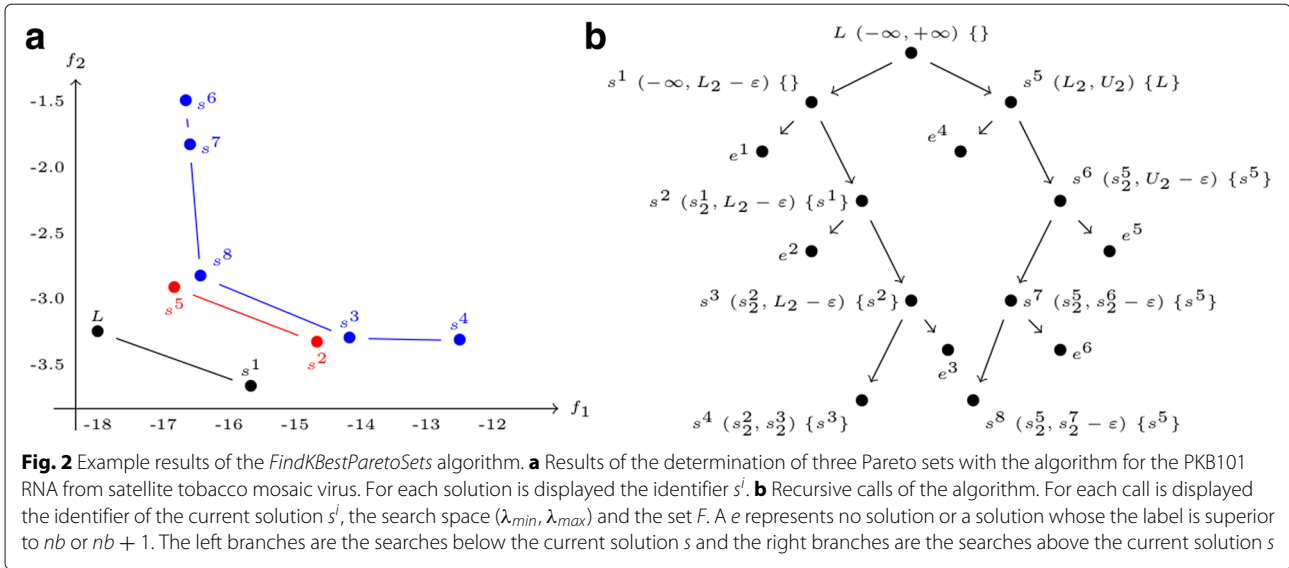 a
f₂
-1.5
-2.0
-2.5
-3.0
-3.5
-18 -17 -16 -15 -14 -13 -12
f₁
s⁶
s⁷
s⁸
s⁵
L
s³
s⁴
s²
s¹
b
L (−∞, +∞) {}
s¹ (−∞, L₂ − ε) {}
s⁵ (L₂, U₂) {L}
e¹
e⁴
s² (s₂¹, L₂ − ε) {s¹}
s⁶ (s₂⁵, U₂ − ε) {s⁵}
e²
e⁵
s³ (s₂², L₂ − ε) {s²}
s⁷ (s₂⁵, s₂⁶ − ε) {s⁵}
e³
e⁶
s⁴ (s₂², s₂³) {s³}
s⁸ (s₂⁵, s₂⁷ − ε) {s⁵}
Fig. 2 Example results of the FindKBestParetoSets algorithm. a Results of the determination of three Pareto sets with the algorithm for the PKB101
RNA from satellite tobacco mosaic virus. For each solution is displayed the identifier sⁱ. b Recursive calls of the algorithm. For each call is displayed
the identifier of the current solution sⁱ, the search space (λmin, λmax) and the set F. A e represents no solution or a solution whose the label is superior
to nb or nb + 1. The left branches are the searches below the current solution s and the right branches are the searches above the current solution s